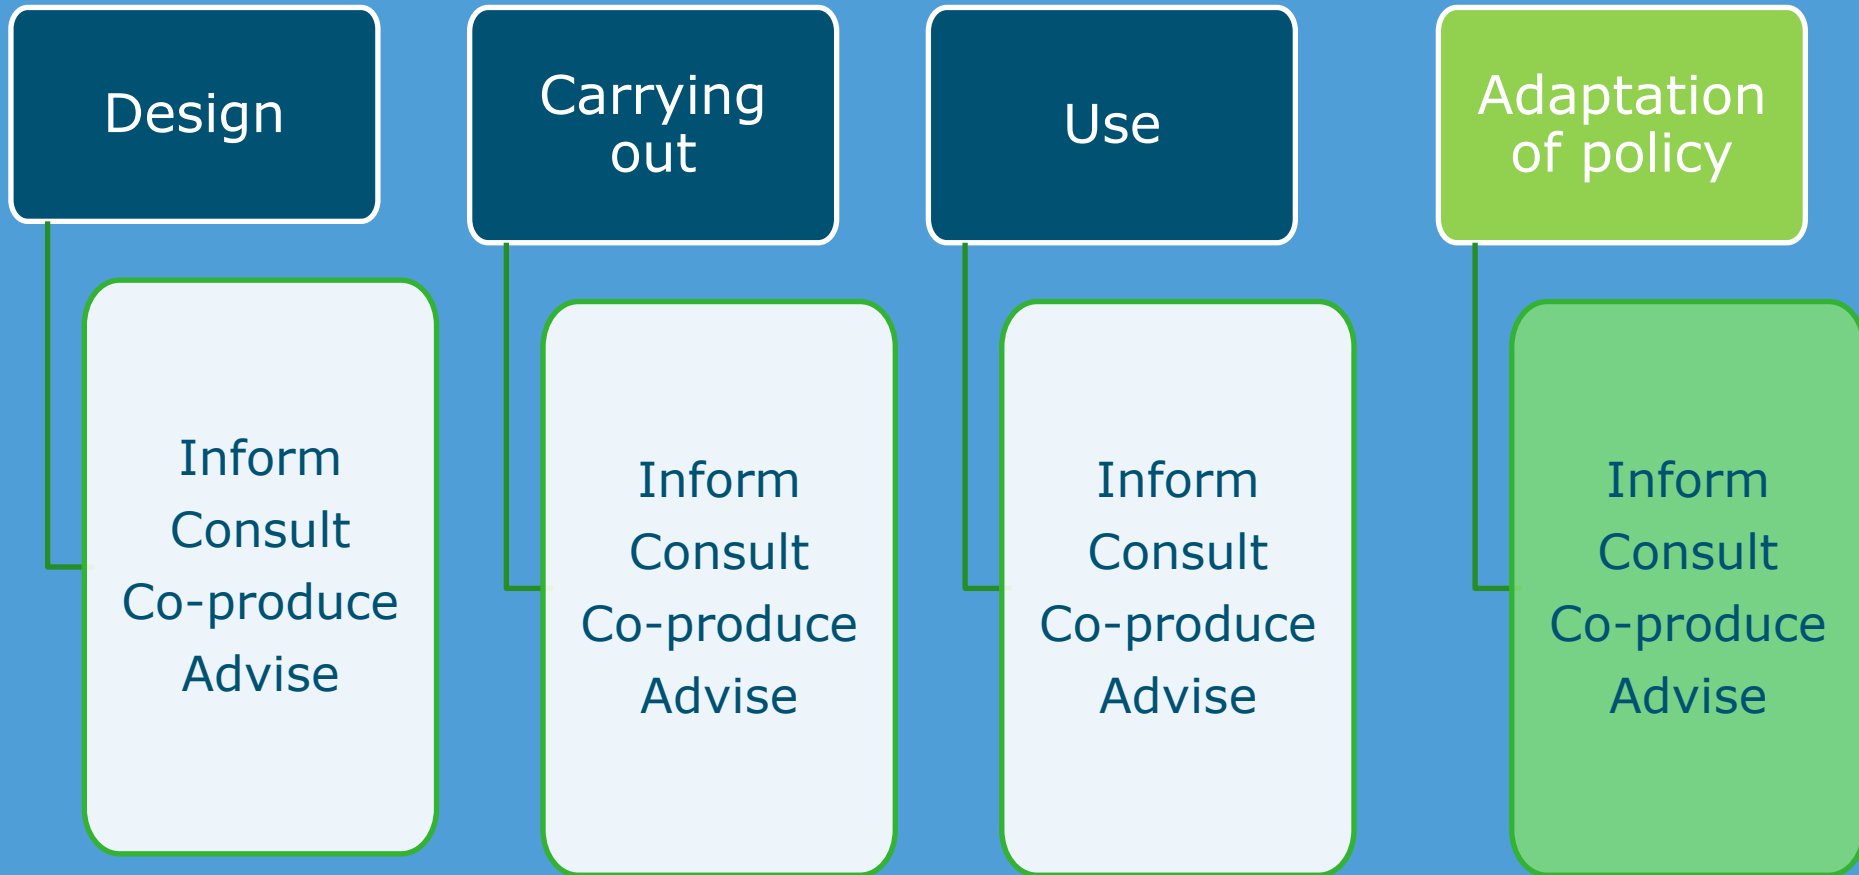 Design
Inform
Consult
Co-produce
Advise
Carrying
out
Inform
Consult
Co-produce
Advise
Use
Inform
Consult
Co-produce
Advise
Adaptation
of policy
Inform
Consult
Co-produce
Advise